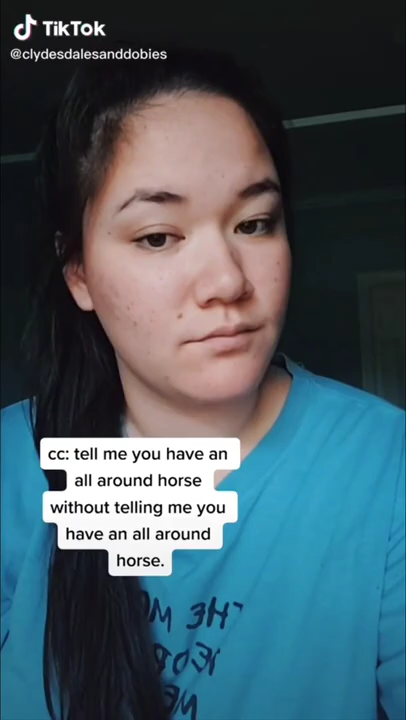 TikTok
@clydesdalesanddobies
cc: tell me you have an
all around horse
without telling me you
have an all around
horse.
THE M